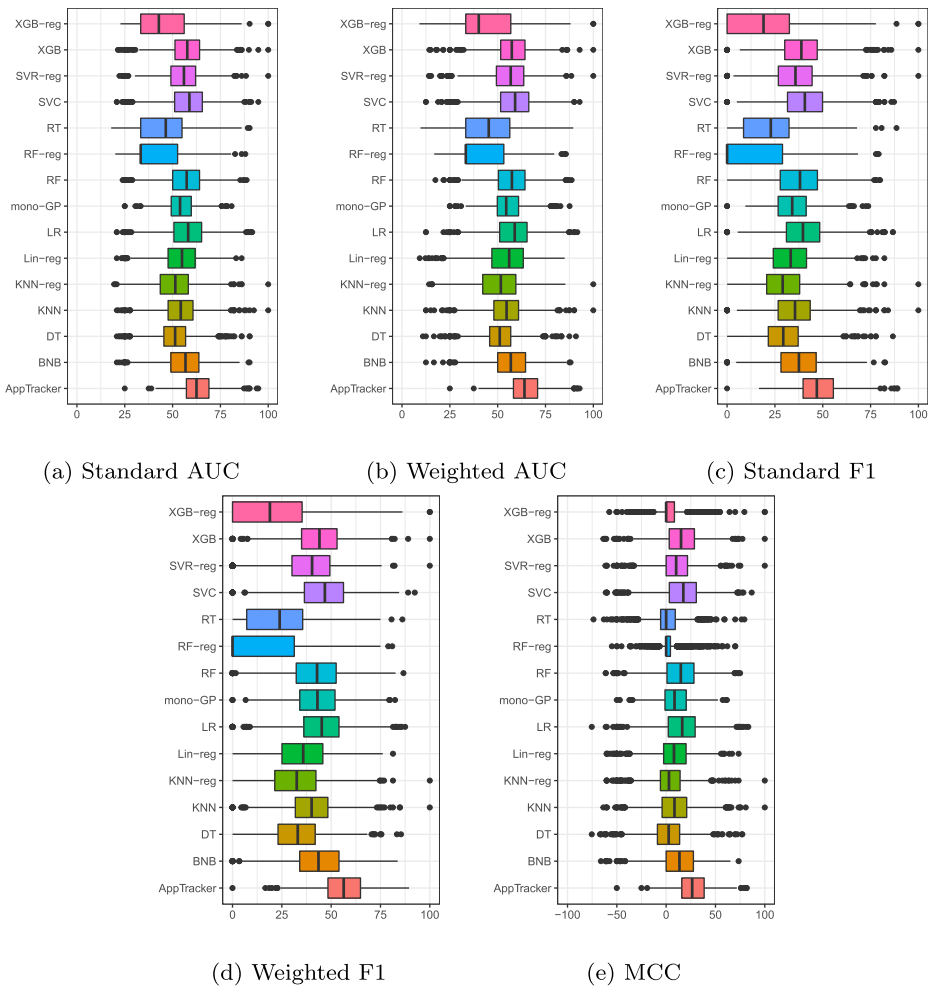 XGB−reg
XGB
SVR−reg
SVC
RT
RF−reg
RF
mono−GP
LR
Lin−reg
KNN−reg
KNN
DT
BNB
AppTracker
0 25 50 75 100
(a) Standard AUC
XGB−reg
XGB
SVR−reg
SVC
RT
RF−reg
RF
mono−GP
LR
Lin−reg
KNN−reg
KNN
DT
BNB
AppTracker
0 25 50 75 100
(b) Weighted AUC
XGB−reg
XGB
SVR−reg
SVC
RT
RF−reg
RF
mono−GP
LR
Lin−reg
KNN−reg
KNN
DT
BNB
AppTracker
0 25 50 75 100
(c) Standard F1
XGB−reg
XGB
SVR−reg
SVC
RT
RF−reg
RF
mono−GP
LR
Lin−reg
KNN−reg
KNN
DT
BNB
AppTracker
0 25 50 75 100
(d) Weighted F1
XGB−reg
XGB
SVR−reg
SVC
RT
RF−reg
RF
mono−GP
LR
Lin−reg
KNN−reg
KNN
DT
BNB
AppTracker
−100 −50 0 50 100
(e) MCC